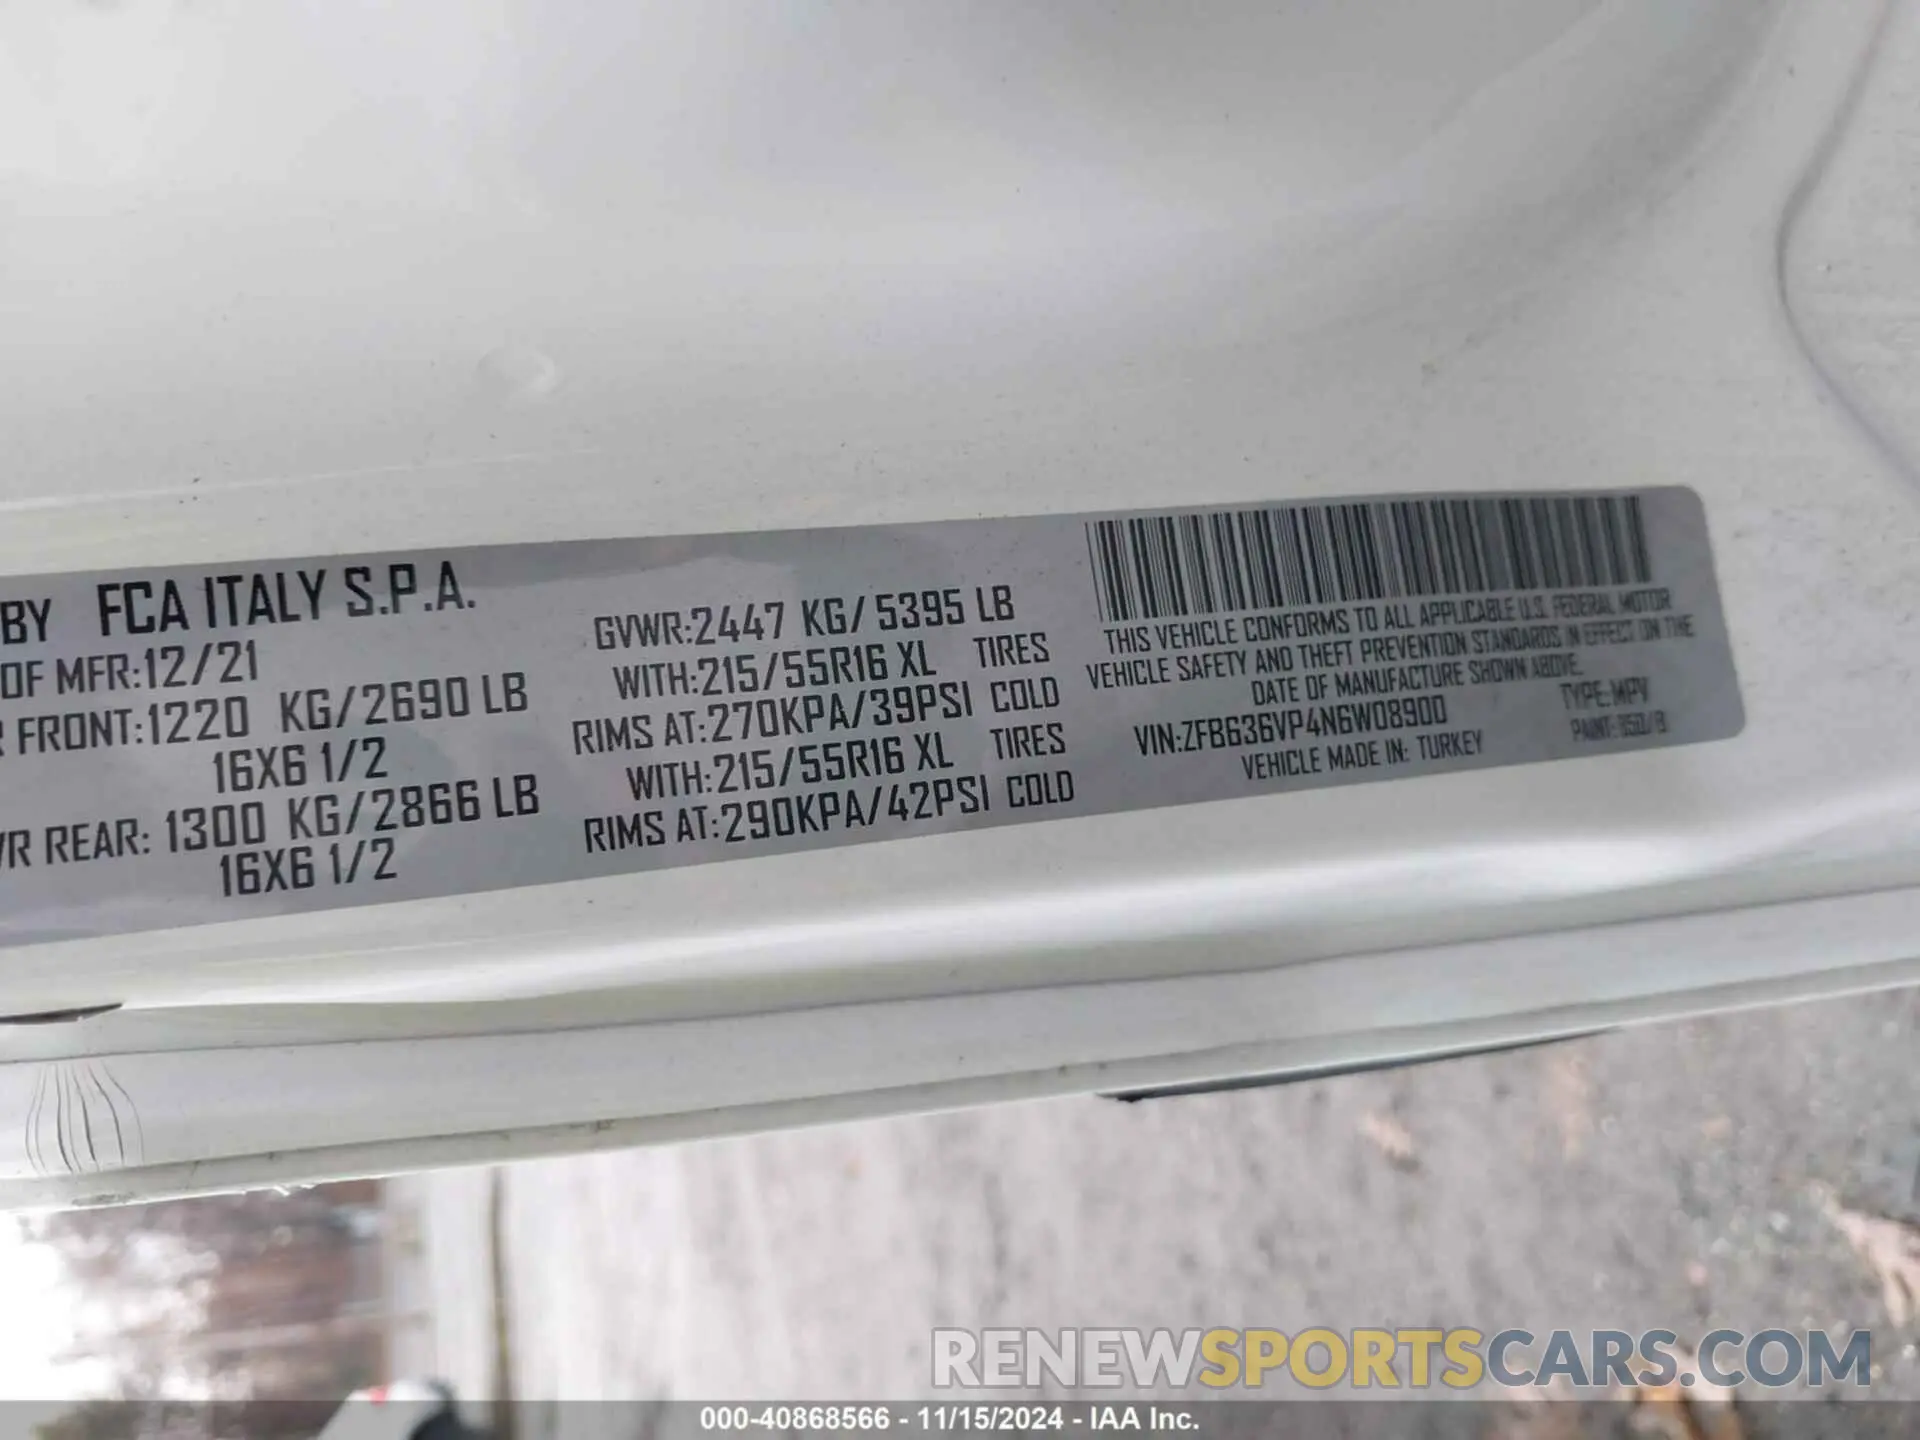 BY FCA ITALY S.P.A.
OF MFR:12/21
R FRONT:1220 KG/2690 LB
16X6 1/2
WR REAR: 1300 KG/2866 LB
16X6 1/2
GVWR:2447 KG/ 5395 LB
WITH:215/55R16 XL TIRES
RIMS AT:270KPA/39PSI COLD
WITH:215/55R16 XL TIRES
RIMS AT:290KPA/42PSI COLD
THIS VEHICLE CONFORMS TO ALL APPLICABLE U.S. FEDERAL MOTOR
VEHICLE SAFETY AND THEFT PREVENTION STANDARDS IN EFFECT ON THE
DATE OF MANUFACTURE SHOWN ABOVE.
VIN:ZFB636VP4N6W08900 TYPE:MPV
VEHICLE MADE IN: TURKEY PAINT:
RENEWSPORTSCARS.COM
000-40868566 - 11/15/2024 - IAA Inc.